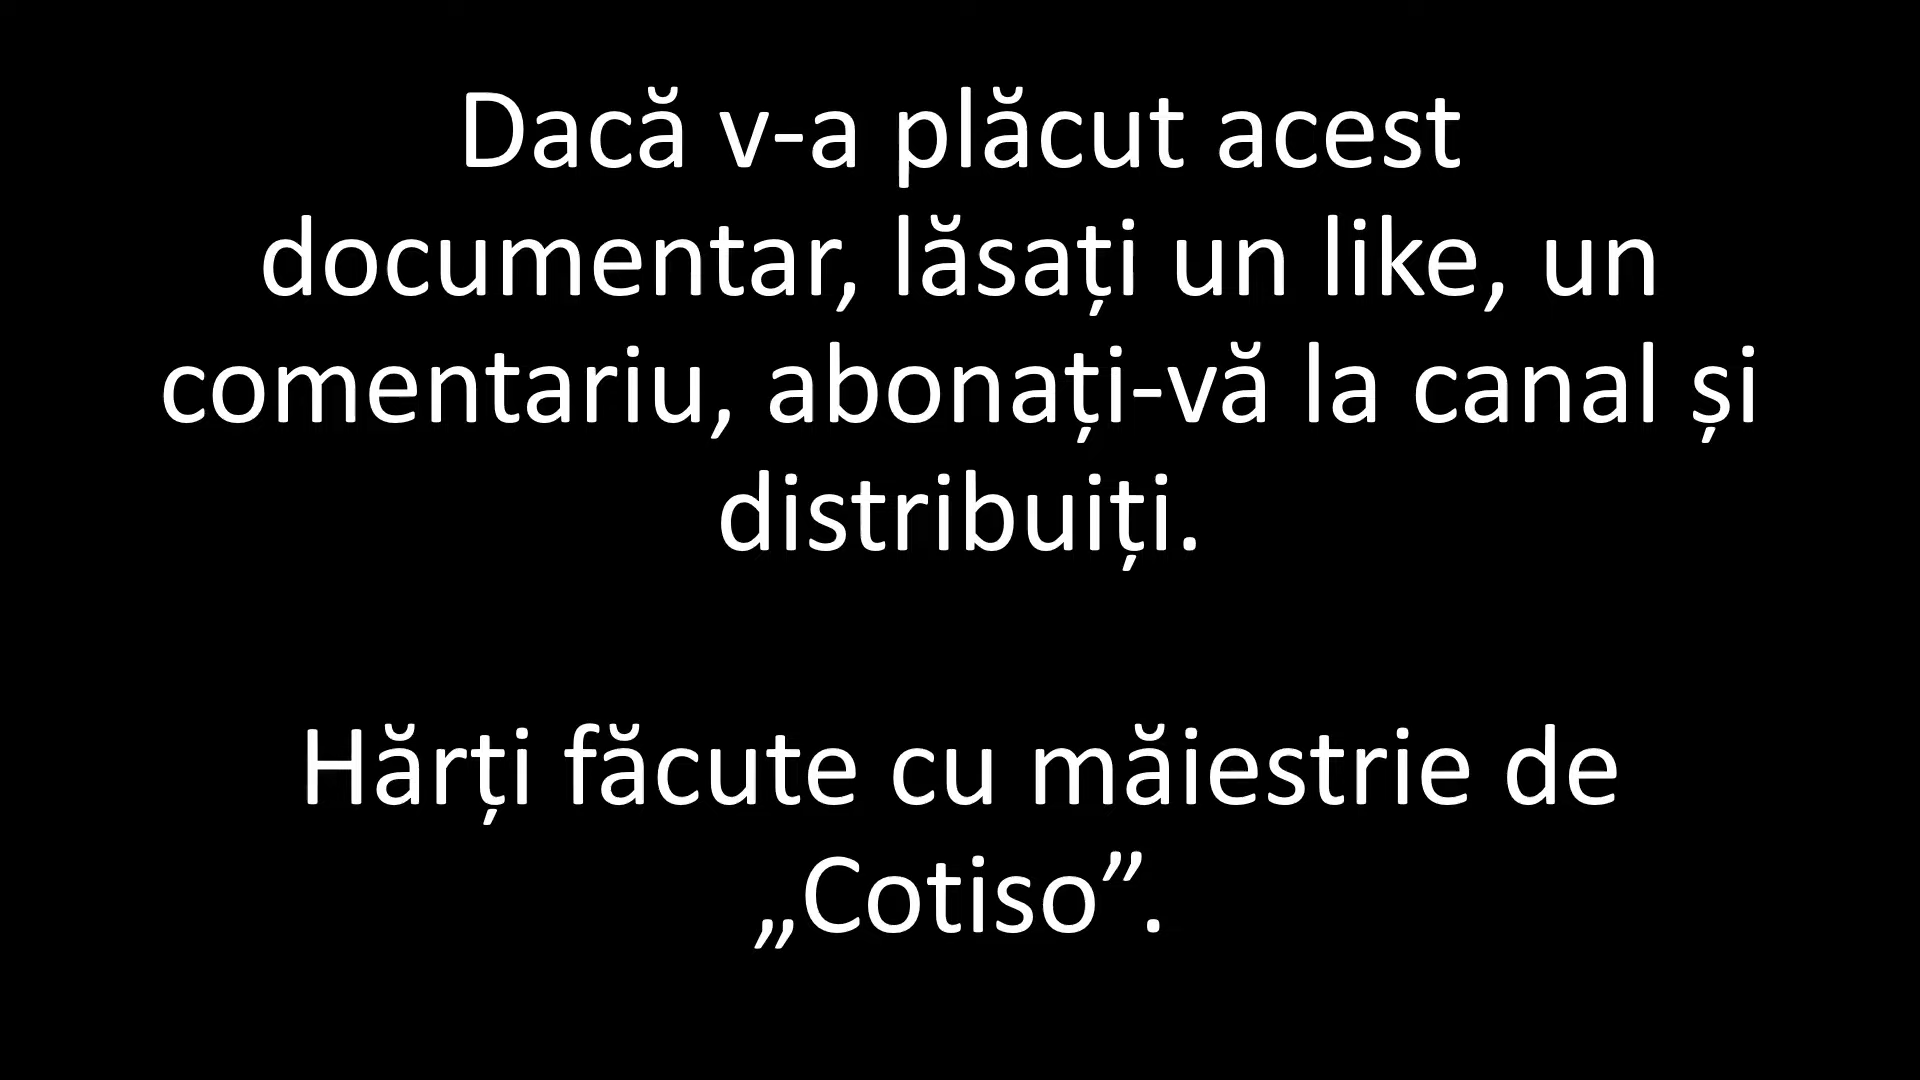 Dacă v-a plăcut acest
documentar, lăsați un like, un
comentariu, abonați-vă la canal și
distribuiți.
Hărți făcute cu măiestrie de
„Cotiso”.